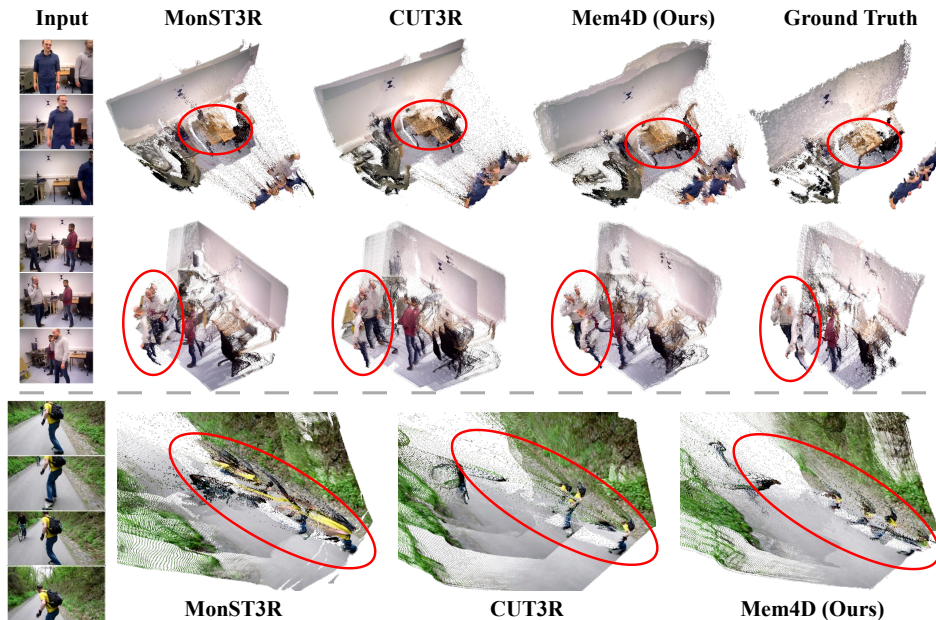 Input MonST3R CUT3R Mem4D (Ours) Ground Truth
MonST3R CUT3R Mem4D (Ours)